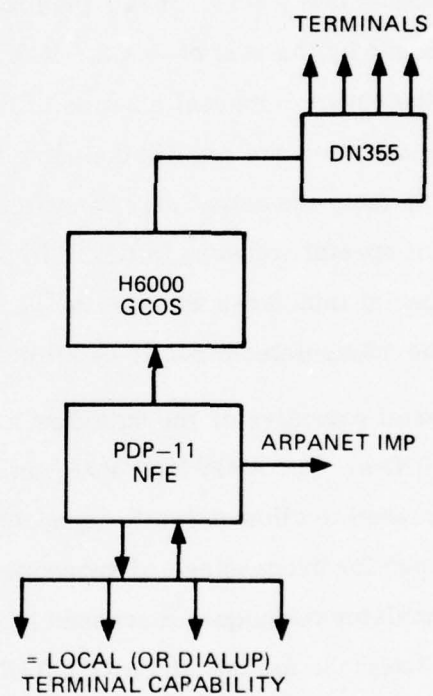 TERMINALS
DN355
H6000
GCOS
PDP-11
NFE
ARPANET IMP
= LOCAL (OR DIALUP)
TERMINAL CAPABILITY